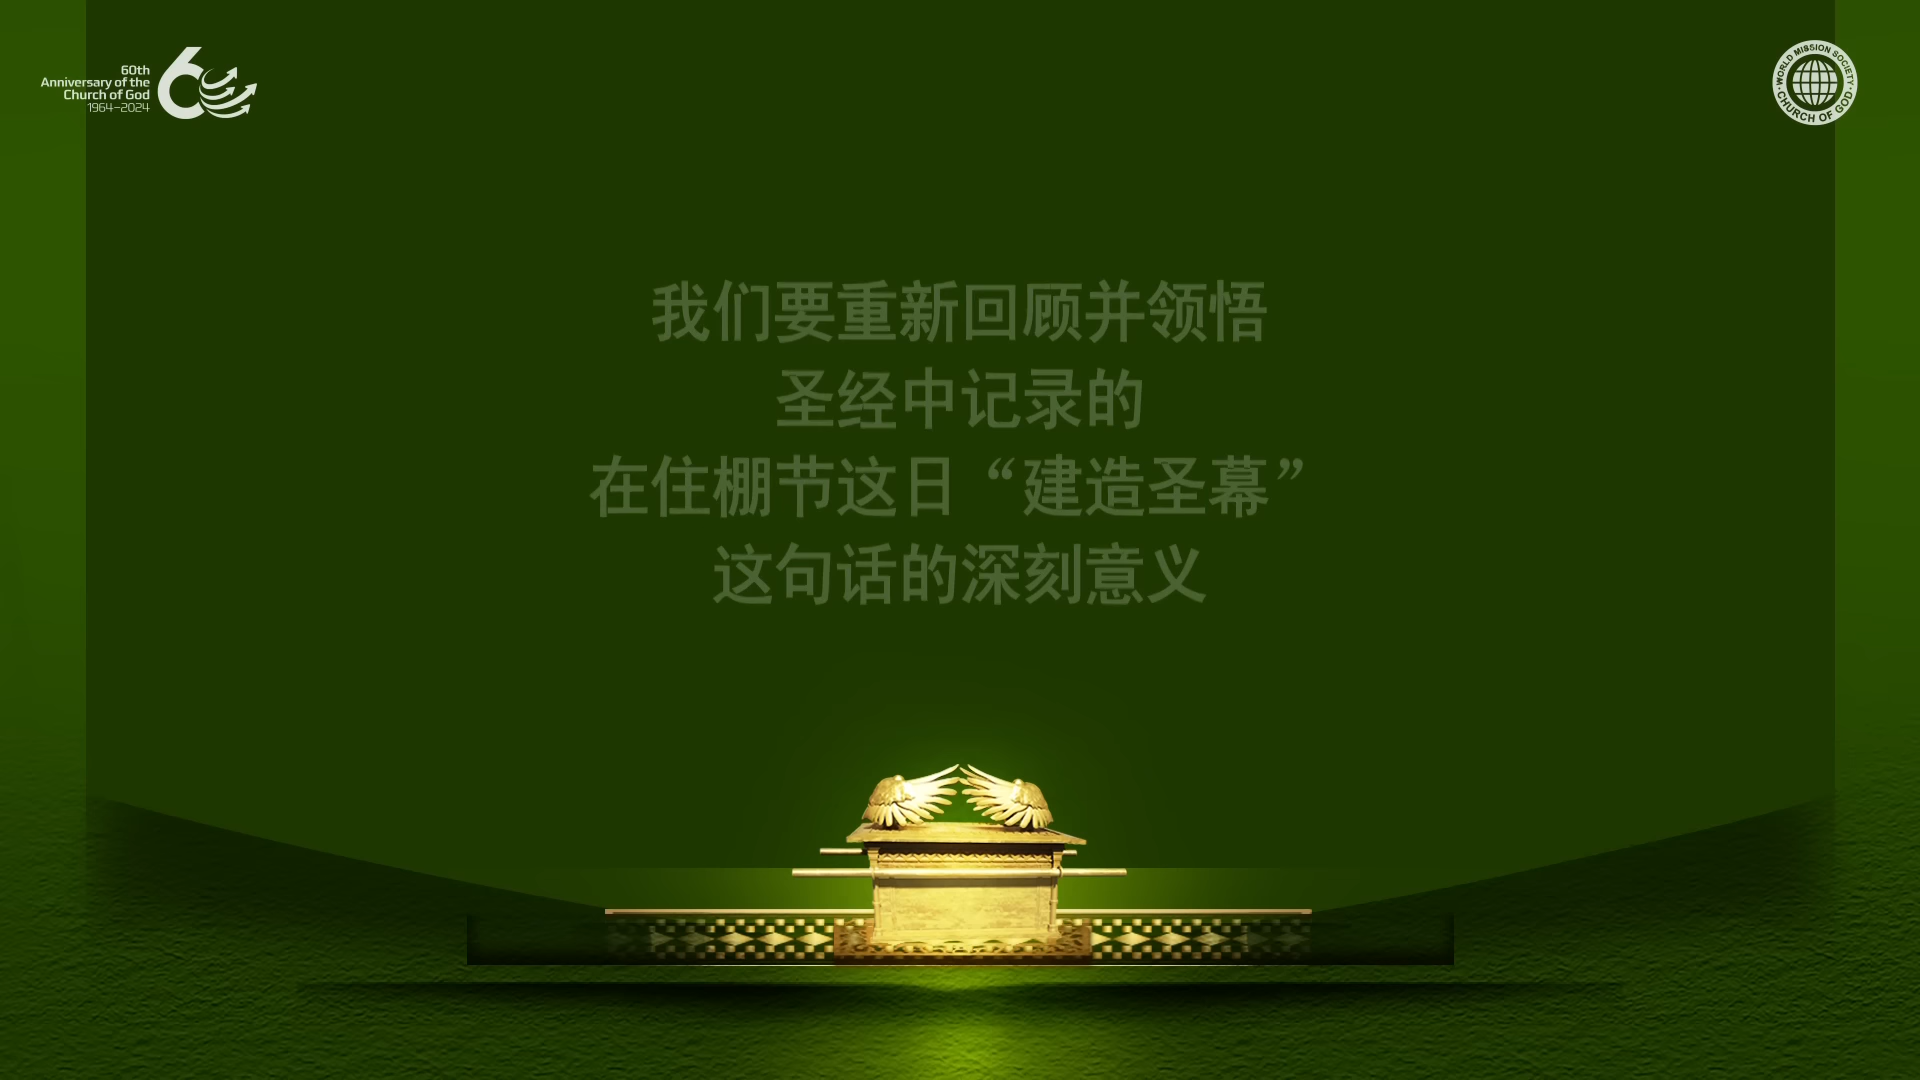 60th
Anniversary of the
Church of God
1964–2024
60
WORLD MISSION SOCIETY
CHURCH OF GOD
我们要重新回顾并领悟
圣经中记录的
在住棚节这日“建造圣幕”
这句话的深刻意义